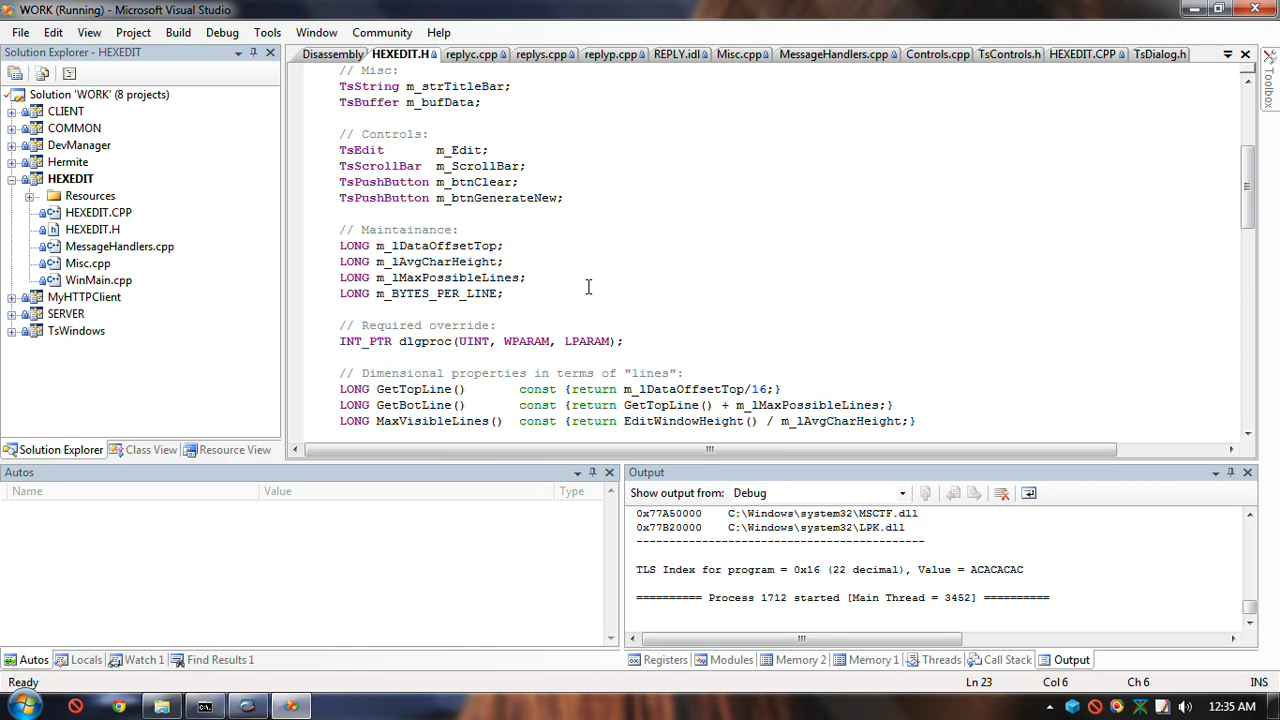 WORK (Running) - Microsoft Visual Studio
File Edit View Project Build Debug Tools Window Community Help
Solution Explorer - HEXEDIT
Solution 'WORK' (8 projects)
CLIENT
COMMON
DevManager
Hermite
HEXEDIT
Resources
HEXEDIT.CPP
HEXEDIT.H
MessageHandlers.cpp
Misc.cpp
WinMain.cpp
MyHTTPClient
SERVER
TsWindows
Solution Explorer Class View Resource View
Disassembly HEXEDIT.H replyc.cpp replys.cpp replyp.cpp REPLY.idl Misc.cpp MessageHandlers.cpp Controls.cpp TsControls.h HEXEDIT.CPP TsDialog.h
// Misc:
TsString m_strTitleBar;
TsBuffer m_bufData;
// Controls:
TsEdit       m_Edit;
TsScrollBar  m_ScrollBar;
TsPushButton m_btnClear;
TsPushButton m_btnGenerateNew;
// Maintainance:
LONG m_lDataOffsetTop;
LONG m_lAvgCharHeight;
LONG m_lMaxPossibleLines;
LONG m_BYTES_PER_LINE;
// Required override:
INT_PTR dlgproc(UINT, WPARAM, LPARAM);
// Dimensional properties in terms of "lines":
LONG GetTopLine()       const {return m_lDataOffsetTop/16;}
LONG GetBotLine()       const {return GetTopLine() + m_lMaxPossibleLines;}
LONG MaxVisibleLines()  const {return EditWindowHeight() / m_lAvgCharHeight;}
Toolbox
Autos
Name Value Type
Autos Locals Watch 1 Find Results 1
Output
Show output from: Debug
0x77A50000    C:\Windows\system32\MSCTF.dll
0x77B20000    C:\Windows\system32\LPK.dll
------------------------------------------
TLS Index for program = 0x16 (22 decimal), Value = ACACACAC
========== Process 1712 started [Main Thread = 3452] ==========
Registers Modules Memory 2 Memory 1 Threads Call Stack Output
Ready Ln 23 Col 6 Ch 6 INS
12:35 AM